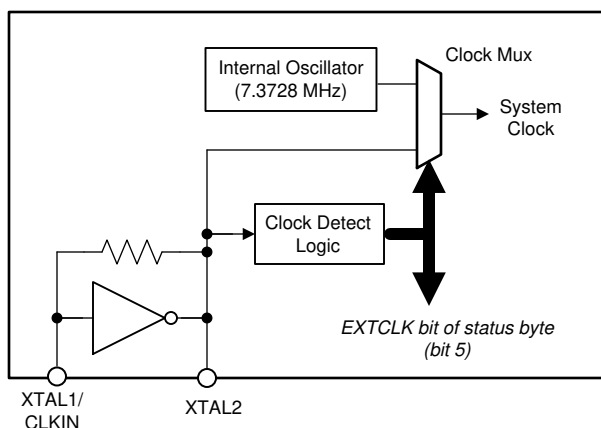 Clock Mux
Internal Oscillator
(7.3728 MHz)
System
Clock
Clock Detect
Logic
EXTCLK bit of status byte
(bit 5)
XTAL1/
CLKIN
XTAL2